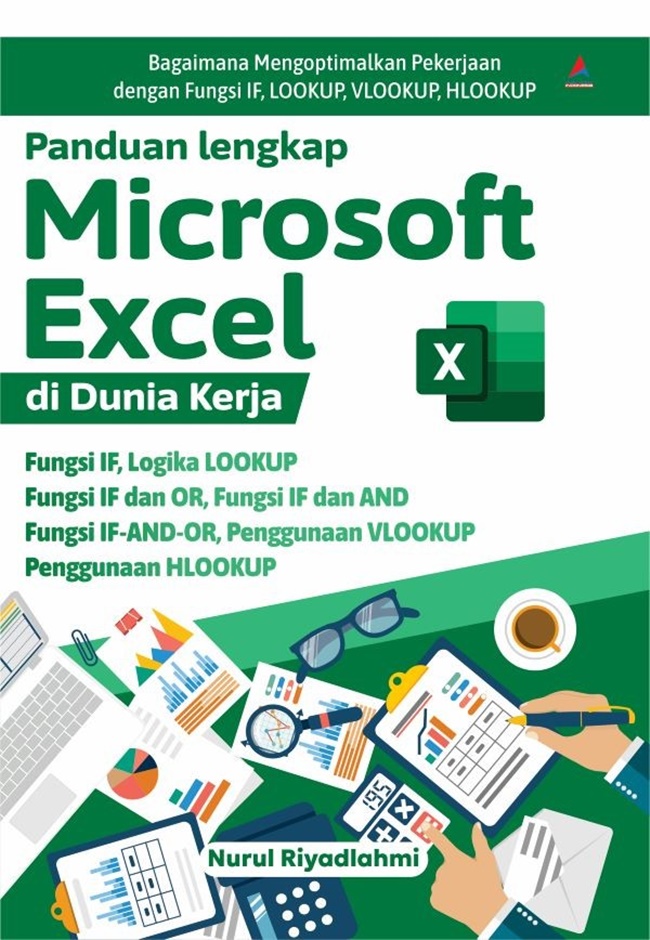 Bagaimana Mengoptimalkan Pekerjaan
dengan Fungsi IF, LOOKUP, VLOOKUP, HLOOKUP
Panduan lengkap
Microsoft
Excel
X
di Dunia Kerja
Fungsi IF, Logika LOOKUP
Fungsi IF dan OR, Fungsi IF dan AND
Fungsi IF-AND-OR, Penggunaan VLOOKUP
Penggunaan HLOOKUP
195
Nurul Riyadlahmi